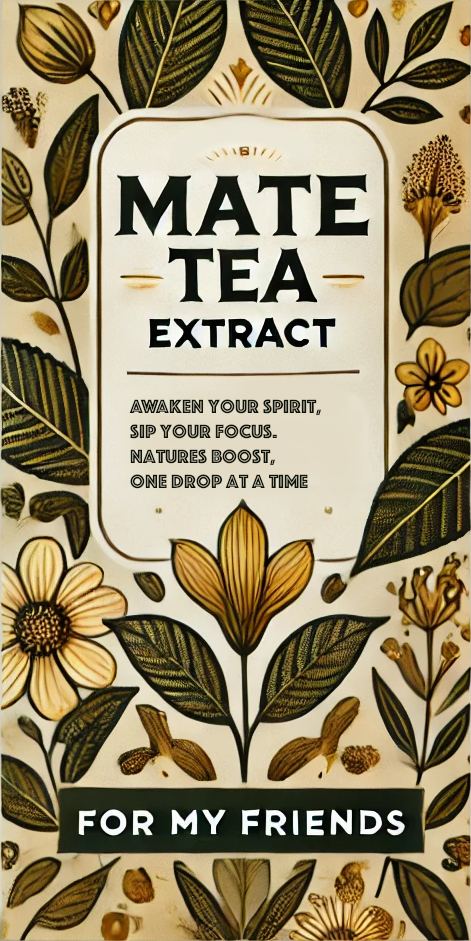 MATE
TEA
EXTRACT
AWAKEN YOUR SPIRIT,
SIP YOUR FOCUS.
NATURES BOOST,
ONE DROP AT A TIME
FOR MY FRIENDS